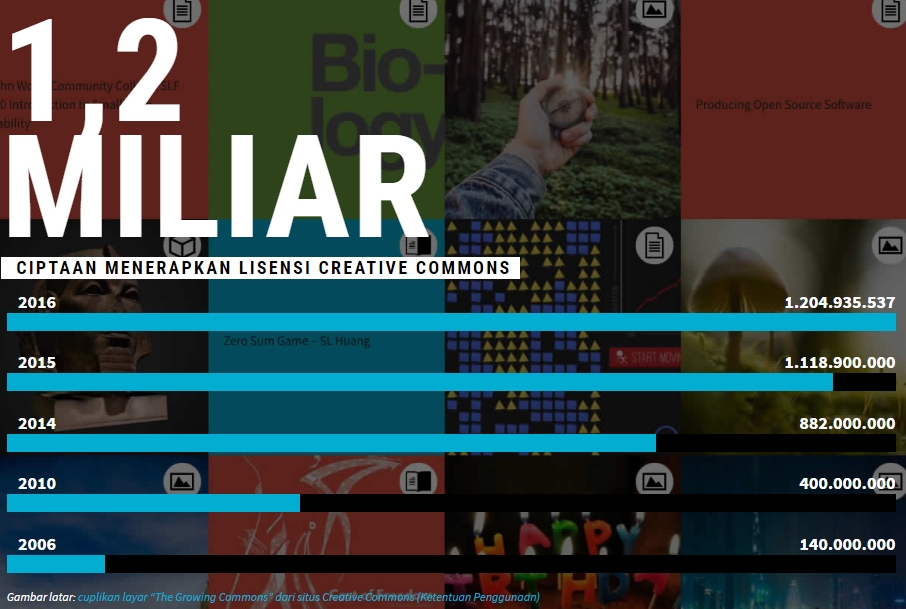 1,2
MILIAR
CIPTAAN MENERAPKAN LISENSI CREATIVE COMMONS
2016 1.204.935.537
2015 1.118.900.000
2014 882.000.000
2010 400.000.000
2006 140.000.000
Bio-
logy
Producing Open Source Software
Zero Sum Game – SL Huang
HAPPY
Gambar latar: cuplikan layar “The Growing Commons” dari situs Creative Commons (Ketentuan Penggunaan)